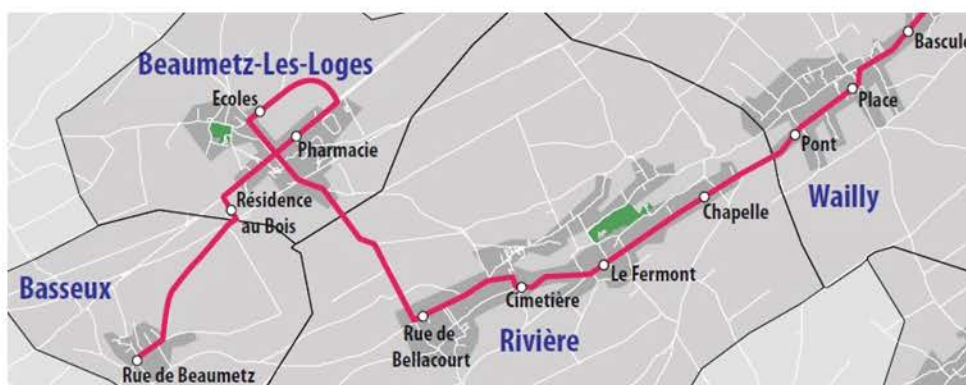 Bascule
Beaumetz-Les-Loges
Place
Ecoles
Pont
Pharmacie
Wailly
Chapelle
Résidence
au Bois
Le Fermont
Basseux
Cimetière
Rue de
Bellacourt
Rivière
Rue de Beaumetz